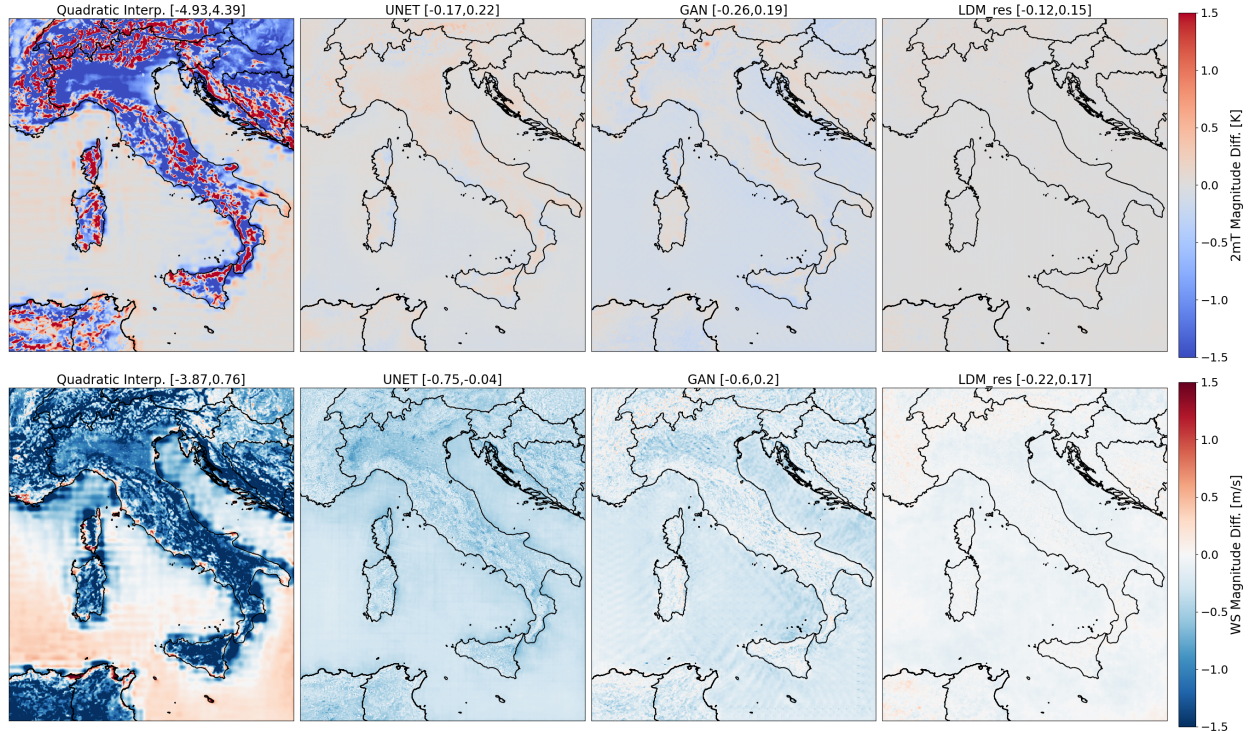 Quadratic Interp. [-4.93,4.39]
UNET [-0.17,0.22]
GAN [-0.26,0.19]
LDM_res [-0.12,0.15]
1.5
1.0
0.5
0.0
−0.5
−1.0
−1.5
2mT Magnitude Diff. [K]
Quadratic Interp. [-3.87,0.76]
UNET [-0.75,-0.04]
GAN [-0.6,0.2]
LDM_res [-0.22,0.17]
1.5
1.0
0.5
0.0
−0.5
−1.0
−1.5
WS Magnitude Diff. [m/s]